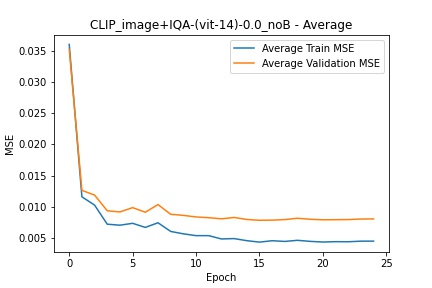 CLIP_image+IQA-(vit-14)-0.0_noB - Average
Average Train MSE
Average Validation MSE
0.035
0.030
0.025
0.020
0.015
0.010
0.005
MSE
0 5 10 15 20 25
Epoch